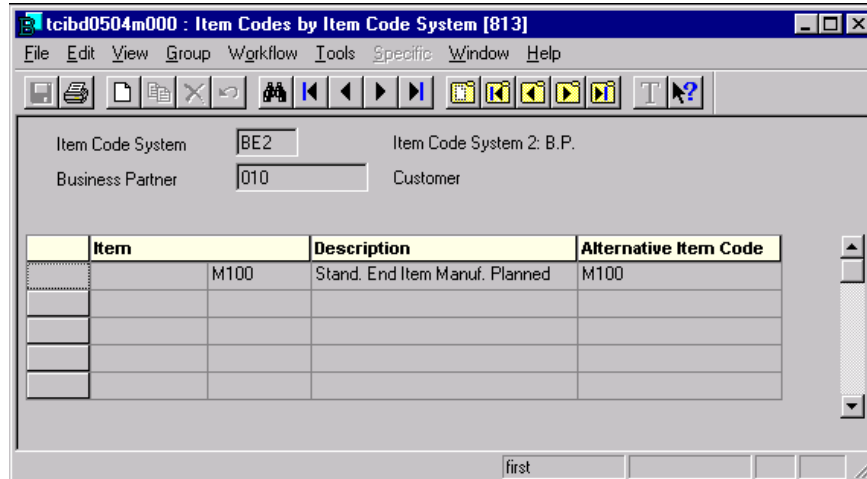 tcibd0504m000 : Item Codes by Item Code System [813]
File Edit View Group Workflow Tools Specific Window Help
Item Code System BE2 Item Code System 2: B.P.
Business Partner 010 Customer
Item Description Alternative Item Code
M100 Stand. End Item Manuf. Planned M100
first